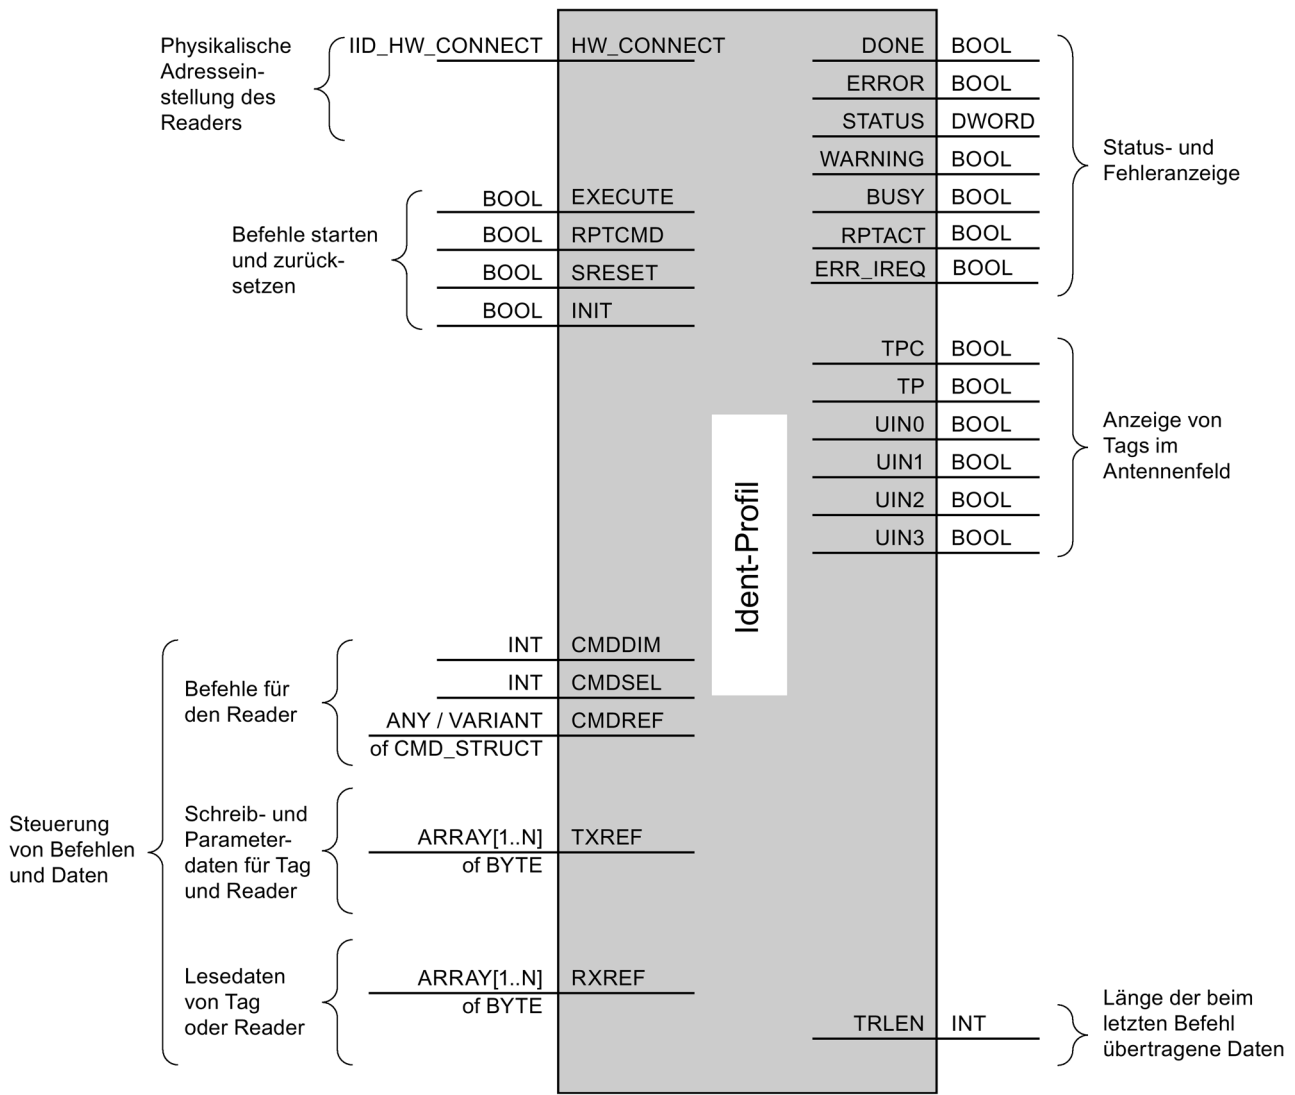 Physikalische
Adressein-
stellung des
Readers
IID_HW_CONNECT HW_CONNECT
Befehle starten
und zurück-
setzen
BOOL EXECUTE
BOOL RPTCMD
BOOL SRESET
BOOL INIT
Steuerung
von Befehlen
und Daten
Befehle für
den Reader
INT CMDDIM
INT CMDSEL
ANY / VARIANT CMDREF
of CMD_STRUCT
Schreib- und
Parameter-
daten für Tag
und Reader
ARRAY[1..N] TXREF
of BYTE
Lesedaten
von Tag
oder Reader
ARRAY[1..N] RXREF
of BYTE
Ident-Profil
DONE BOOL
ERROR BOOL
STATUS DWORD
WARNING BOOL
BUSY BOOL
RPTACT BOOL
ERR_IREQ BOOL
Status- und
Fehleranzeige
TPC BOOL
TP BOOL
UIN0 BOOL
UIN1 BOOL
UIN2 BOOL
UIN3 BOOL
Anzeige von
Tags im
Antennenfeld
TRLEN INT
Länge der beim
letzten Befehl
übertragene Daten